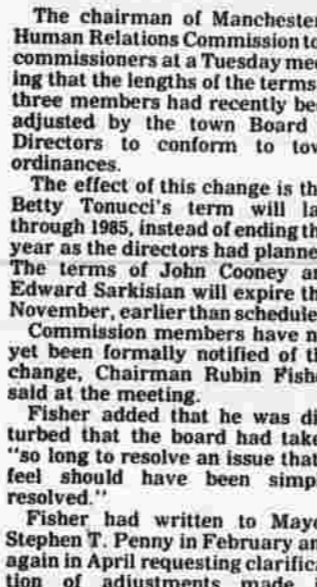 The chairman of Manchester
Human Relations Commission to
commissioners at a Tuesday mee
ing that the lengths of the terms
three members had recently be
adjusted by the town Board
Directors to conform to tow
ordinances.
The effect of this change is tha
Betty Tonucci's term will la
through 1985, instead of ending th
year as the directors had planne
The terms of John Cooney an
Edward Sarkisian will expire th
November, earlier than schedule
Commission members have n
yet been formally notified of th
change, Chairman Rubin Fish
said at the meeting.
Fisher added that he was di
turbed that the board had take
"so long to resolve an issue that
feel should have been simp
resolved."
Fisher had written to Mayo
Stephen T. Penny in February an
again in April requesting clarifica
tion of adjustments made